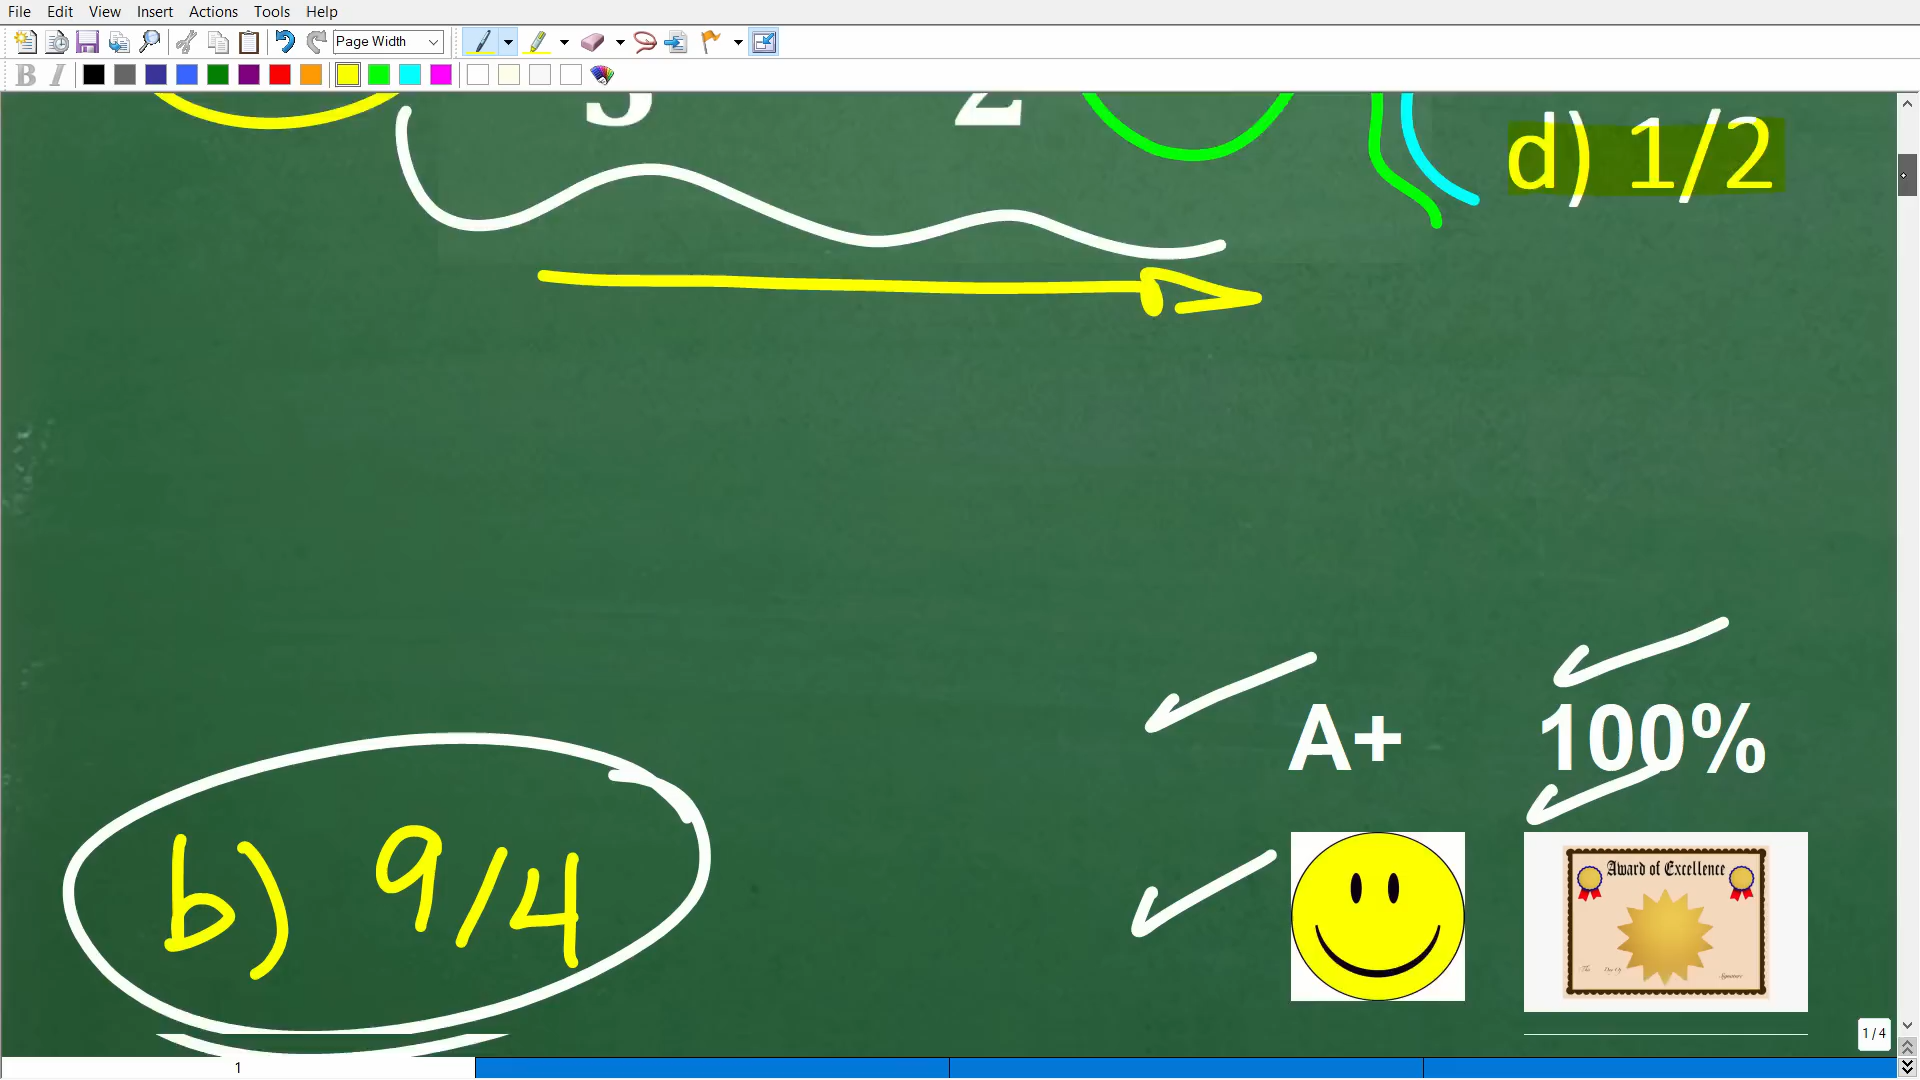 File Edit View Insert Actions Tools Help
Page Width
B I
2
d) 1/2
A+ 100%
b) 9/4
Award of Excellence
1 / 4
1